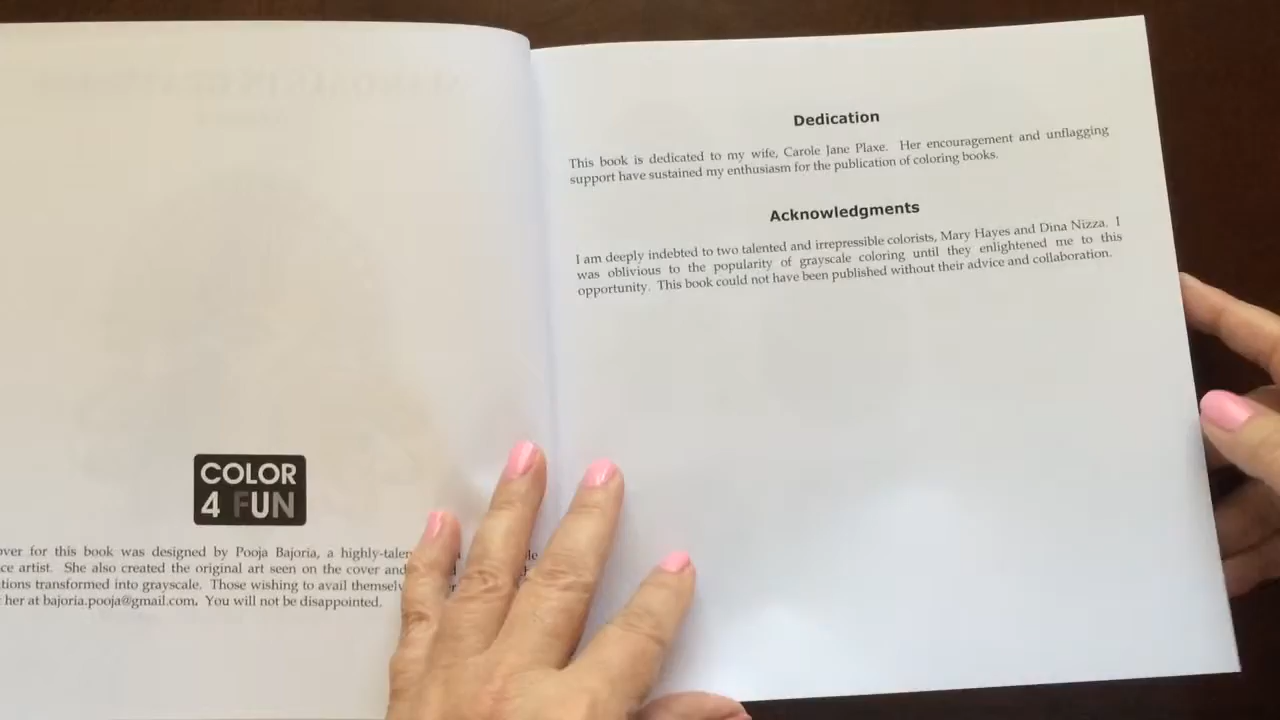 COLOR
4 FUN
over for this book was designed by Pooja Bajoria, a highly-talen
ce artist. She also created the original art seen on the cover and
tions transformed into grayscale. Those wishing to avail themselv
her at bajoria.pooja@gmail.com. You will not be disappointed.
Dedication
This book is dedicated to my wife, Carole Jane Plaxe. Her encouragement and unflagging
support have sustained my enthusiasm for the publication of coloring books.
Acknowledgments
I am deeply indebted to two talented and irrepressible colorists, Mary Hayes and Dina Nizza. I
was oblivious to the popularity of grayscale coloring until they enlightened me to this
opportunity. This book could not have been published without their advice and collaboration.